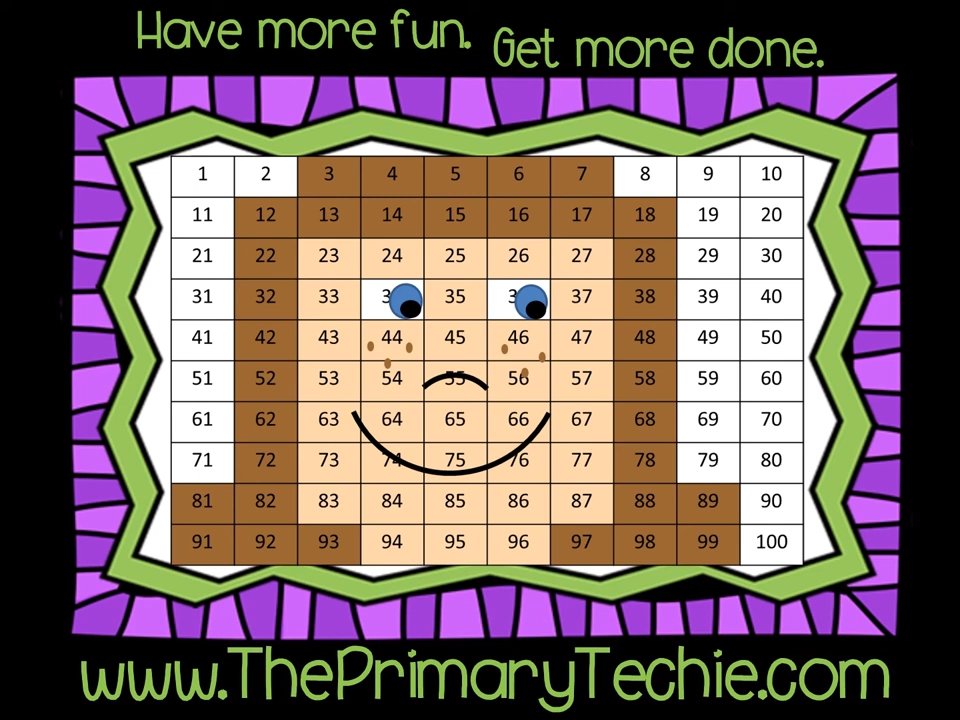 Have more fun. Get more done.
1 2 3 4 5 6 7 8 9 10
11 12 13 14 15 16 17 18 19 20
21 22 23 24 25 26 27 28 29 30
31 32 33 35 37 38 39 40
41 42 43 44 45 46 47 48 49 50
51 52 53 54 55 56 57 58 59 60
61 62 63 64 65 66 67 68 69 70
71 72 73 74 75 76 77 78 79 80
81 82 83 84 85 86 87 88 89 90
91 92 93 94 95 96 97 98 99 100
www.ThePrimaryTechie.com